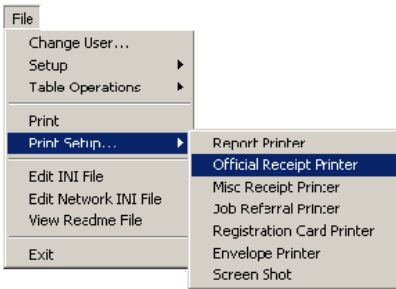 File
Change User...
Setup
Table Operations
Print
Print Setup...
Edit INI File
Edit Network INI File
View Readme File
Exit
Report Printer
Official Receipt Printer
Misc Receipt Printer
Job Referral Printer
Registration Card Printer
Envelope Printer
Screen Shot